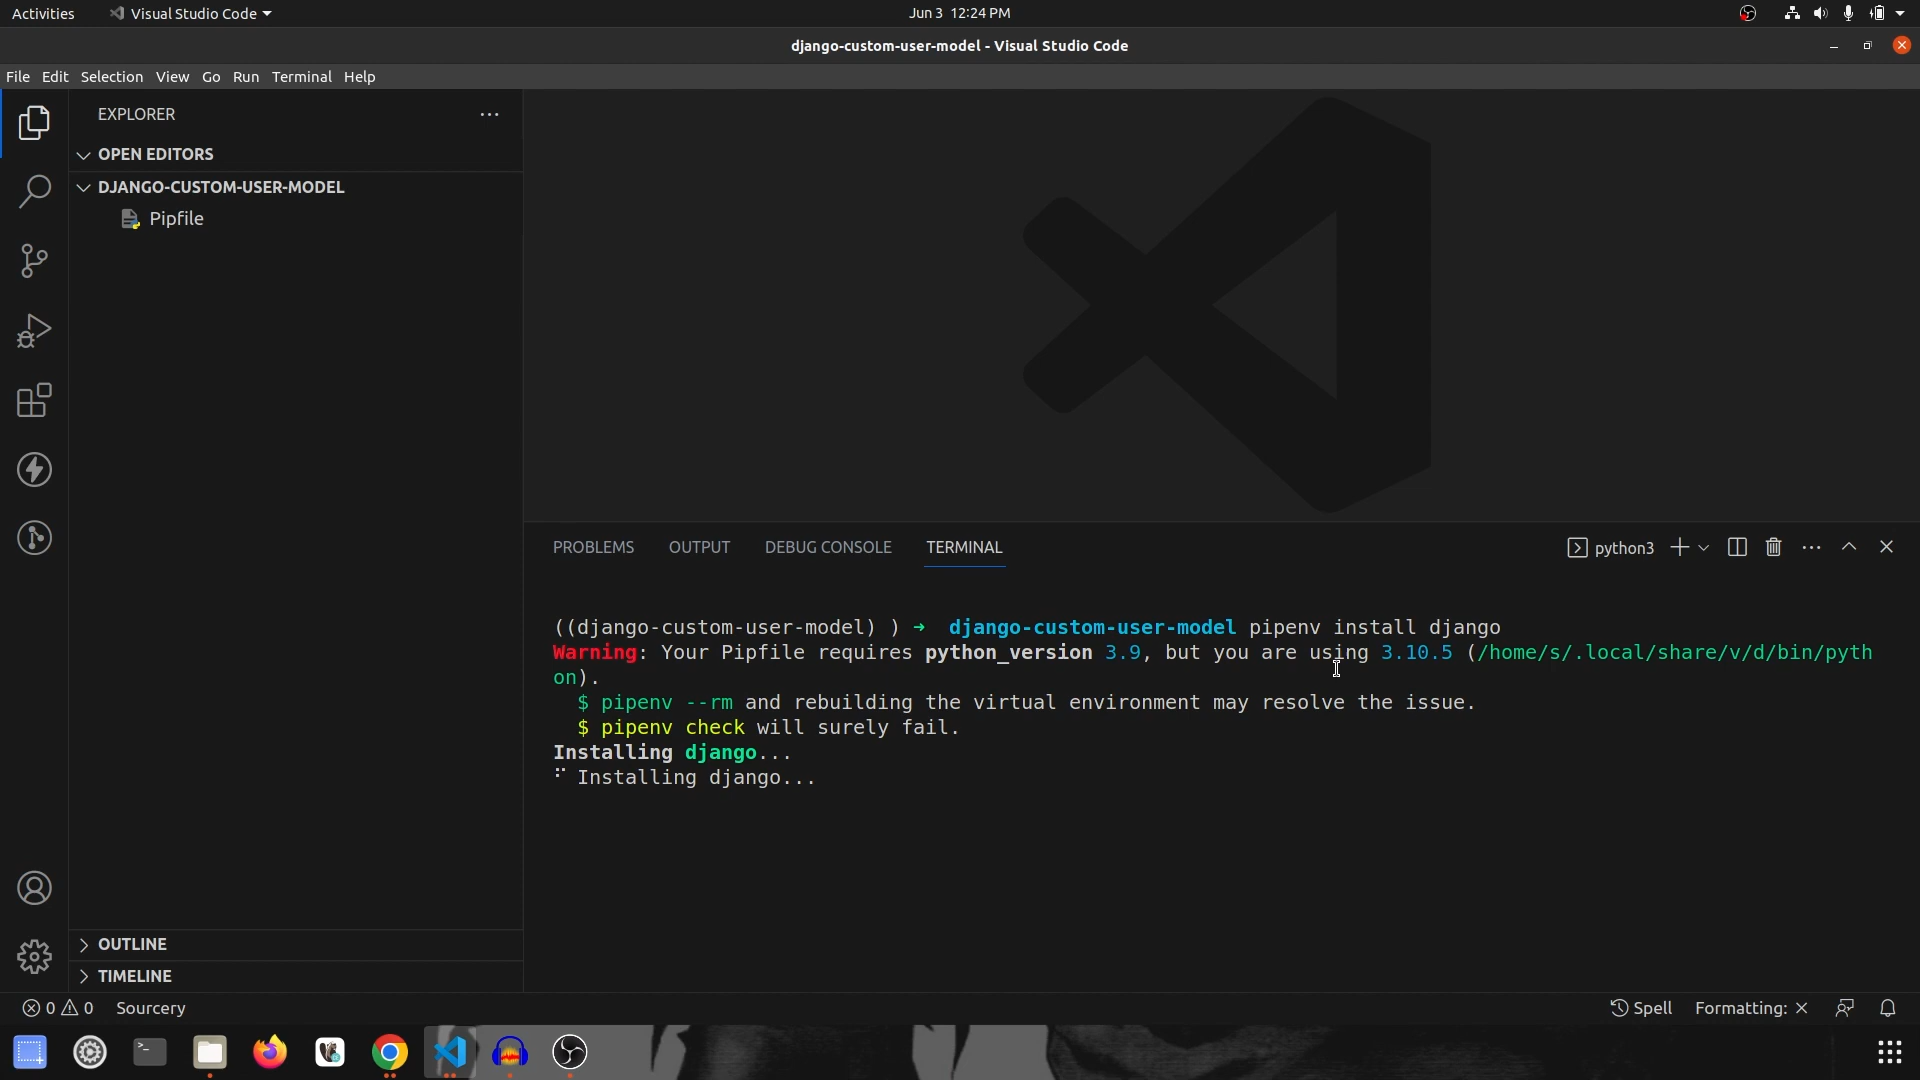 Activities
Visual Studio Code
Jun 3 12:24 PM
django-custom-user-model - Visual Studio Code
File Edit Selection View Go Run Terminal Help
EXPLORER
OPEN EDITORS
DJANGO-CUSTOM-USER-MODEL
Pipfile
PROBLEMS OUTPUT DEBUG CONSOLE TERMINAL
python3
((django-custom-user-model) ) ➜ django-custom-user-model pipenv install django
Warning: Your Pipfile requires python_version 3.9, but you are using 3.10.5 (/home/s/.local/share/v/d/bin/pyth
on).
$ pipenv --rm and rebuilding the virtual environment may resolve the issue.
$ pipenv check will surely fail.
Installing django...
⠋ Installing django...
OUTLINE
TIMELINE
0 0 Sourcery
Spell Formatting: ×